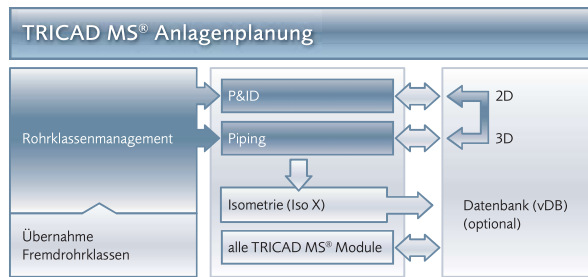 TRICAD MS® Anlagenplanung
Rohrklassenmanagement
Übernahme
Fremdrohrklassen
P&ID
Piping
Isometrie (Iso X)
alle TRICAD MS® Module
2D
3D
Datenbank (vDB)
(optional)